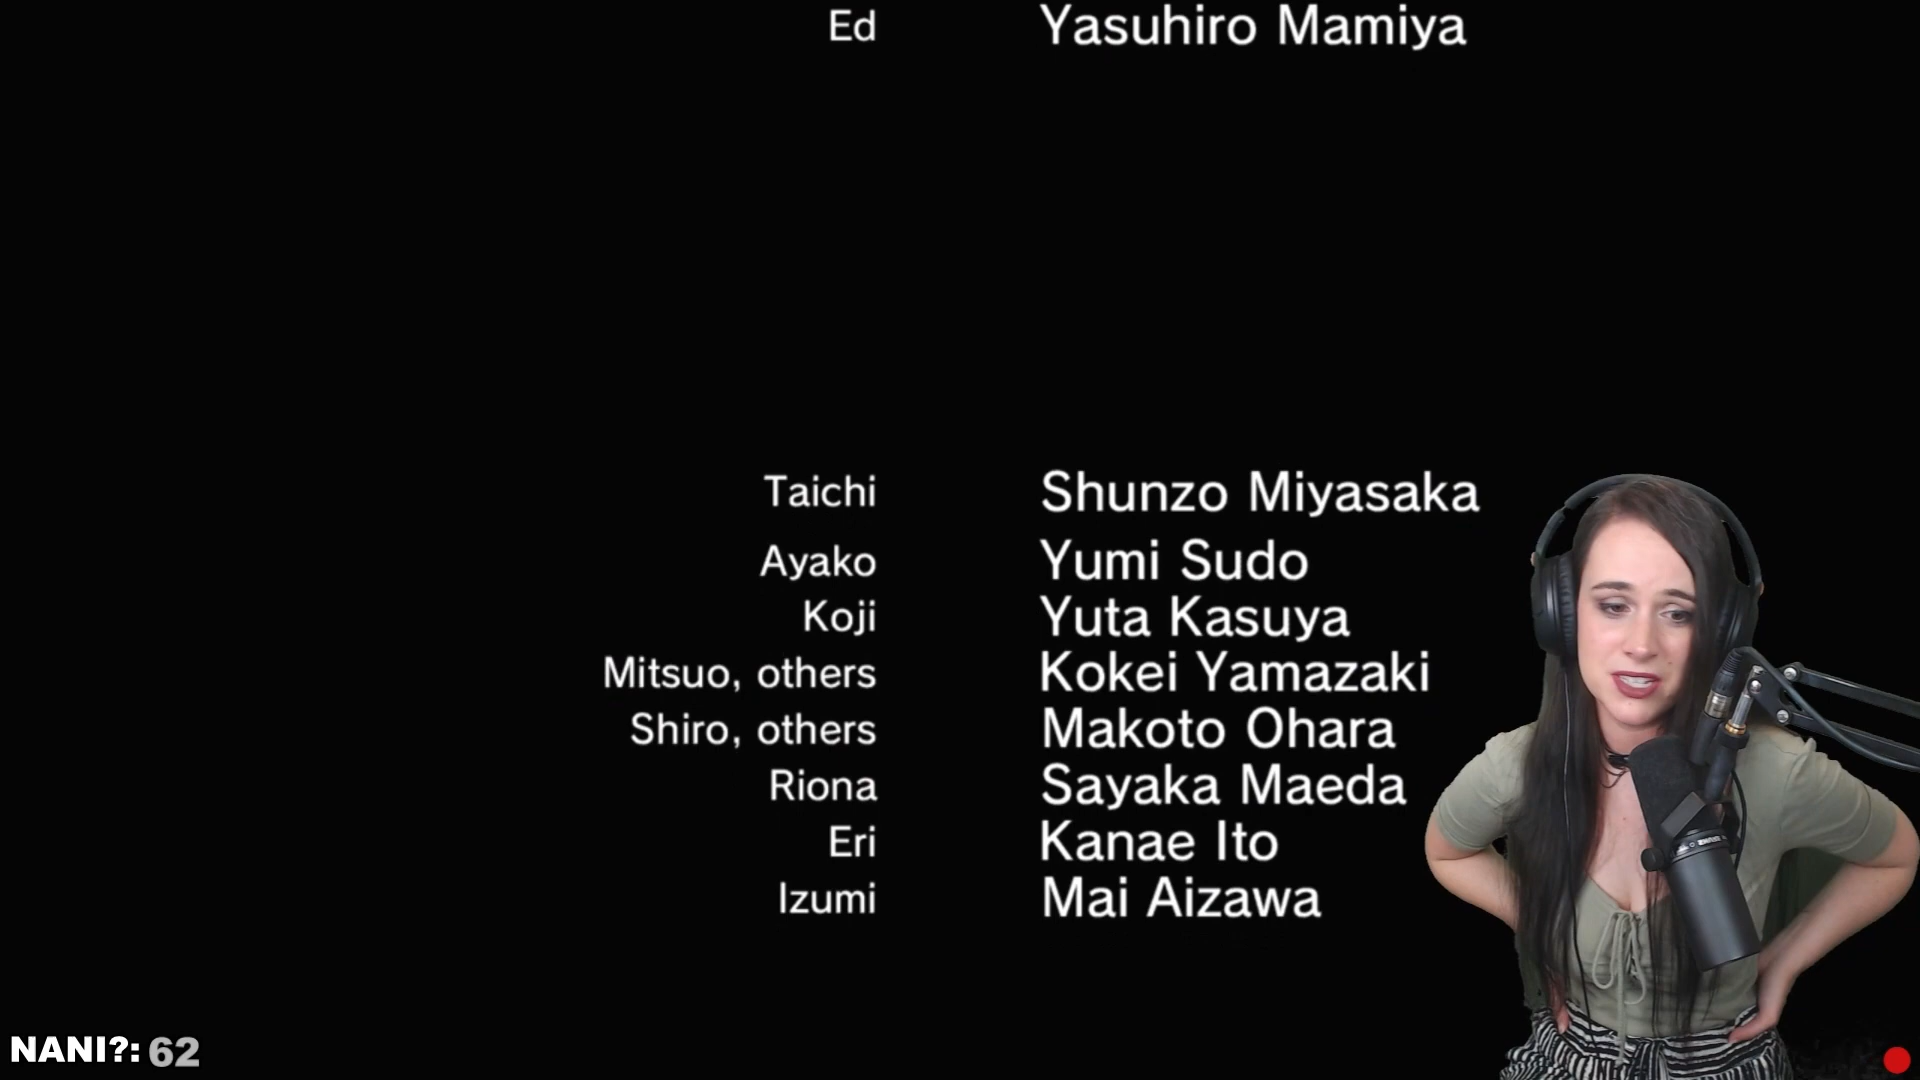 Ed Yasuhiro Mamiya
Taichi Shunzo Miyasaka
Ayako Yumi Sudo
Koji Yuta Kasuya
Mitsuo, others Kokei Yamazaki
Shiro, others Makoto Ohara
Riona Sayaka Maeda
Eri Kanae Ito
Izumi Mai Aizawa
NANI?: 62